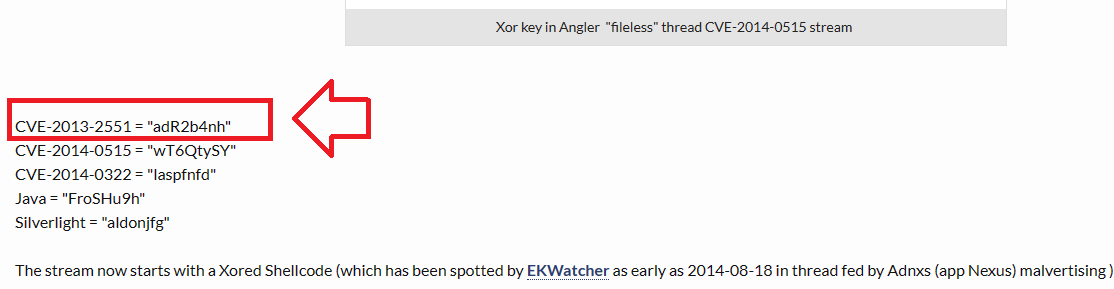 Xor key in Angler "fileless" thread CVE-2014-0515 stream
CVE-2013-2551 = "adR2b4nh"
CVE-2014-0515 = "wT6QtySY"
CVE-2014-0322 = "laspfnfd"
Java = "FroSHu9h"
Silverlight = "aldonjfg"
The stream now starts with a Xored Shellcode (which has been spotted by EKWatcher as early as 2014-08-18 in thread fed by Adnxs (app Nexus) malvertising )